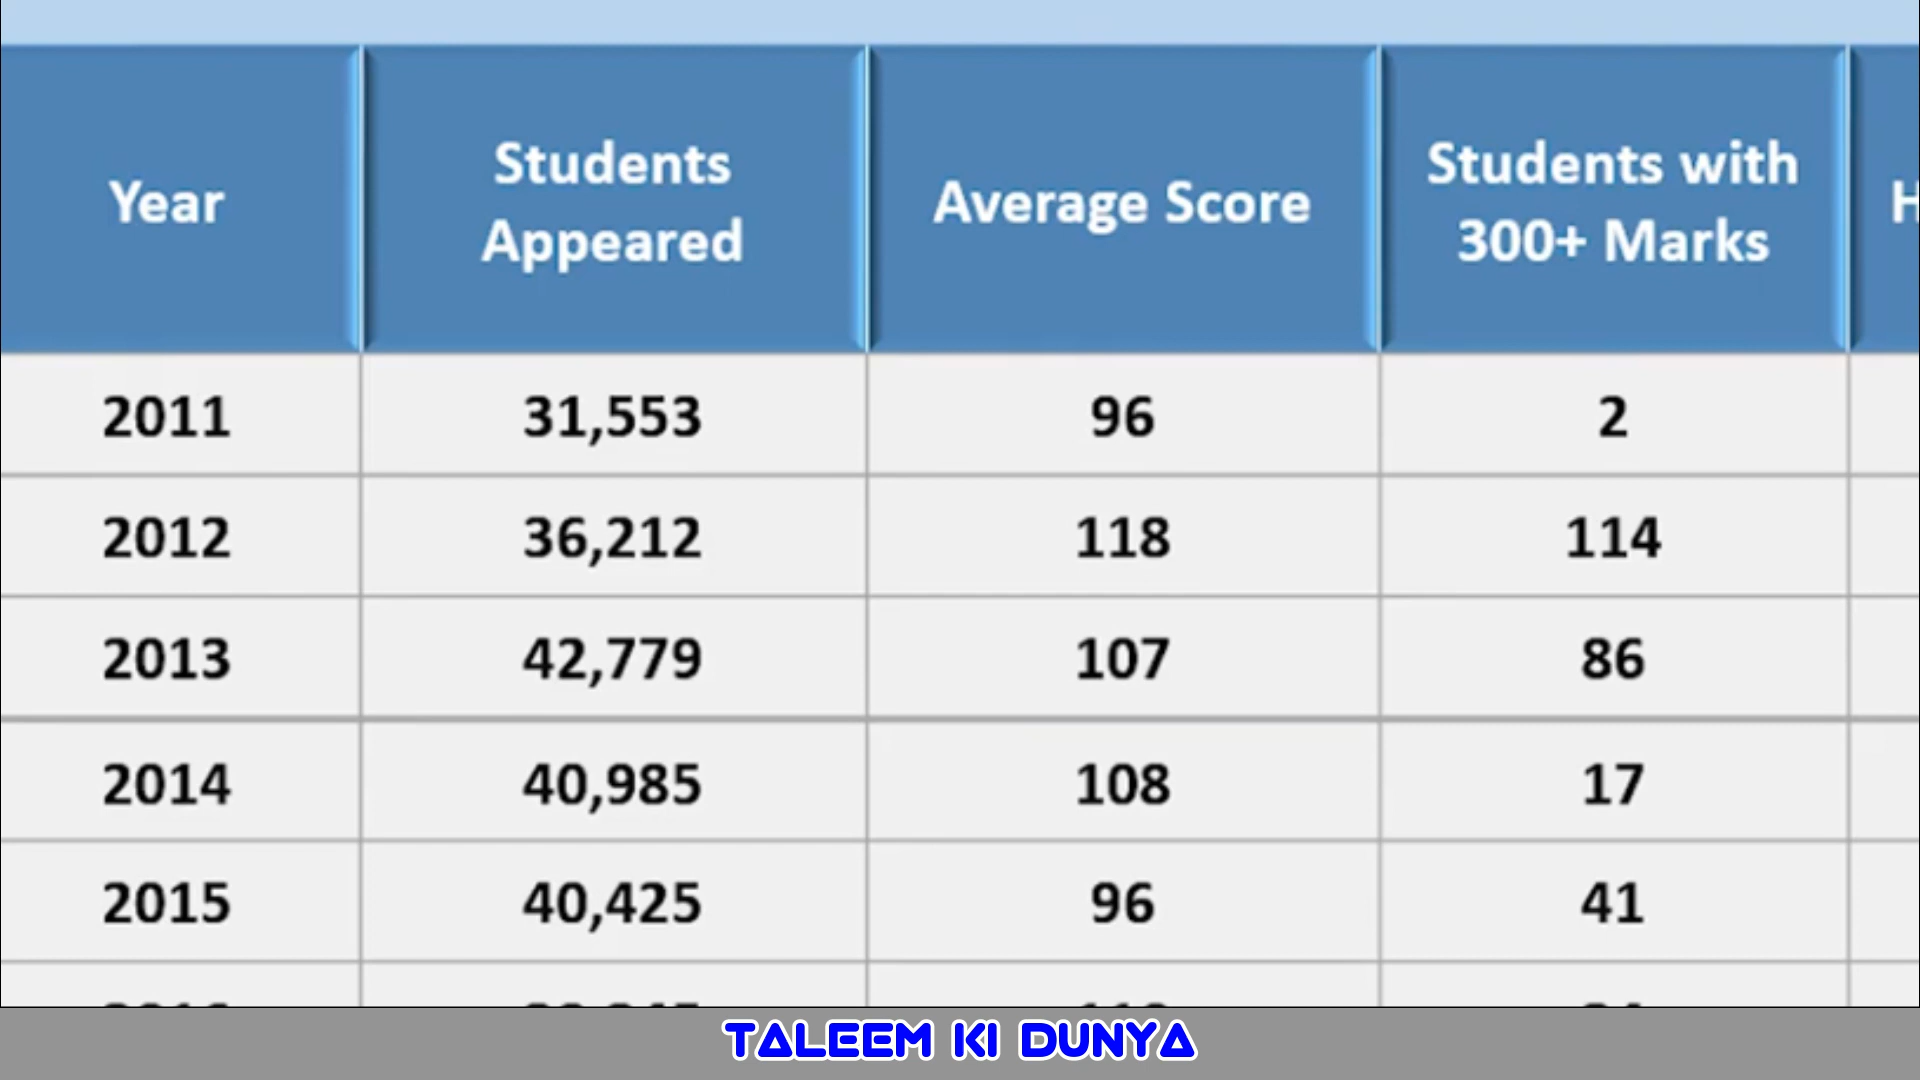 Year Students Appeared Average Score Students with 300+ Marks
2011 31,553 96 2
2012 36,212 118 114
2013 42,779 107 86
2014 40,985 108 17
2015 40,425 96 41
TALEEM KI DUNYA